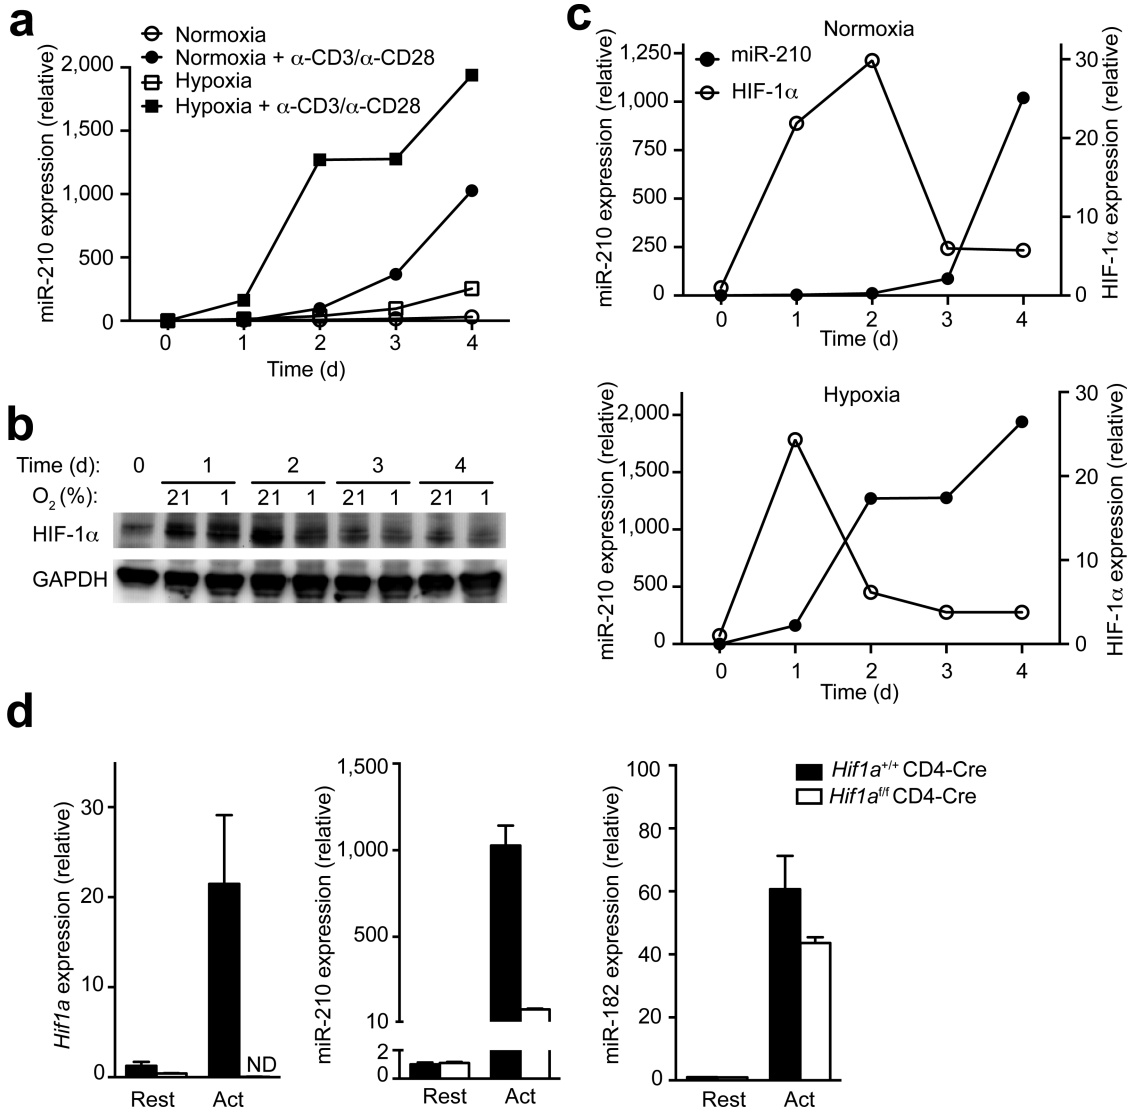 a
Normoxia
Normoxia + α-CD3/α-CD28
Hypoxia
Hypoxia + α-CD3/α-CD28
miR-210 expression (relative)
2,000
1,500
1,000
500
0
0 1 2 3 4
Time (d)
b
Time (d): 0 1 2 3 4
O2 (%): 21 1 21 1 21 1 21 1
HIF-1α
GAPDH
c
Normoxia
miR-210
HIF-1α
miR-210 expression (relative)
1,250
1,000
750
500
250
0
HIF-1α expression (relative)
30
20
10
0
0 1 2 3 4
Time (d)
Hypoxia
miR-210 expression (relative)
2,000
1,500
1,000
500
0
HIF-1α expression (relative)
30
20
10
0
0 1 2 3 4
Time (d)
d
Hif1a expression (relative)
30
20
10
0
ND
Rest Act
miR-210 expression (relative)
1,500
1,000
500
10
2
0
Rest Act
miR-182 expression (relative)
100
80
60
40
20
0
Rest Act
Hif1a+/+ CD4-Cre
Hif1af/f CD4-Cre